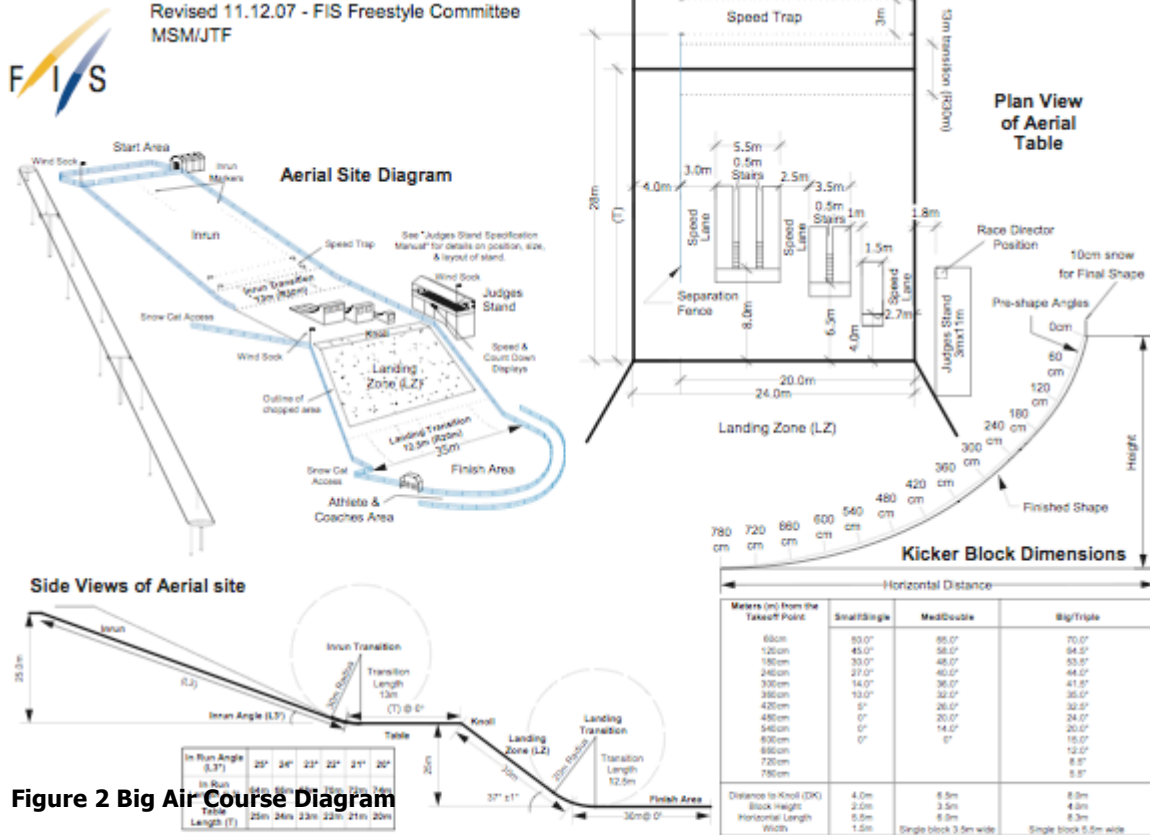 Revised 11.12.07 - FIS Freestyle Committee
MSM/JTF
F I S
Aerial Site Diagram
Wind Sock
Start Area
Inrun
Markers
Inrun
Speed Trap
See "Judges Stand Specification
Manual" for details on position, size,
& layout of stand.
Wind Sock
Judges
Stand
Inrun Transition
Snow Cat Access
Wind Sock
Knoll
Speed &
Count Down
Displays
Landing
Zone (LZ)
Outline of
chopped area
Landing Transition
12.5m (R20m)
35m
Finish Area
Snow Cat
Access
Athlete &
Coaches Area
Plan View
of Aerial
Table
Speed Trap
3m
13m transition (R30m)
28m
(T)
5.5m
0.5m
Stairs
3.0m
4.0m
2.5m
3.5m
0.5m
Stairs
1m
1.8m
1.5m
Speed
Lane
Speed
Lane
Speed
Lane
Separation
Fence
8.0m
6.5m
4.0m
2.7m
20.0m
24.0m
Landing Zone (LZ)
Race Director
Position
Judges Stand
3mx11m
10cm snow
for Final Shape
Pre-shape Angles
0cm
60
cm
120
cm
180
cm
240
cm
300
cm
360
cm
420
cm
480
cm
540
cm
600
cm
660
cm
720
cm
780
cm
Height
Finished Shape
Kicker Block Dimensions
Horizontal Distance
Meters (m) from the Takeoff Point Small/Single Med/Double Big/Triple
60cm 50.0° 65.0° 70.0°
120cm 45.0° 58.0° 64.5°
180cm 30.0° 48.0° 53.5°
240cm 27.0° 40.0° 44.0°
300cm 14.0° 36.0° 41.5°
360cm 10.0° 32.0° 35.0°
420cm 5° 26.0° 32.5°
480cm 0° 20.0° 24.0°
540cm 0° 14.0° 20.0°
600cm 0° 0° 16.0°
660cm 12.0°
720cm 8.5°
780cm 5.5°
Distance to Knoll (DK) 4.0m 6.5m 8.0m
Block Height 2.0m 3.5m 4.0m
Horizontal Length 5.5m 6.0m 8.3m
Width 1.5m Single block 3.5m wide Single block 5.5m wide
Side Views of Aerial site
Inrun
25.0m
(L2)
Inrun Transition
30m Radius
Transition
Length
13m
(T) @ 0°
Inrun Angle (L3°)
Table
Knoll
Landing
Zone (LZ)
25m
30m
37° ±1°
Landing
Transition
20m Radius
Transition
Length
12.5m
Finish Area
30m@ 0°
In Run Angle (L3°) 25° 24° 23° 22° 21° 20°
In Run
Table Length (T) 25m 24m 23m 22m 21m 20m
Figure 2 Big Air Course Diagram